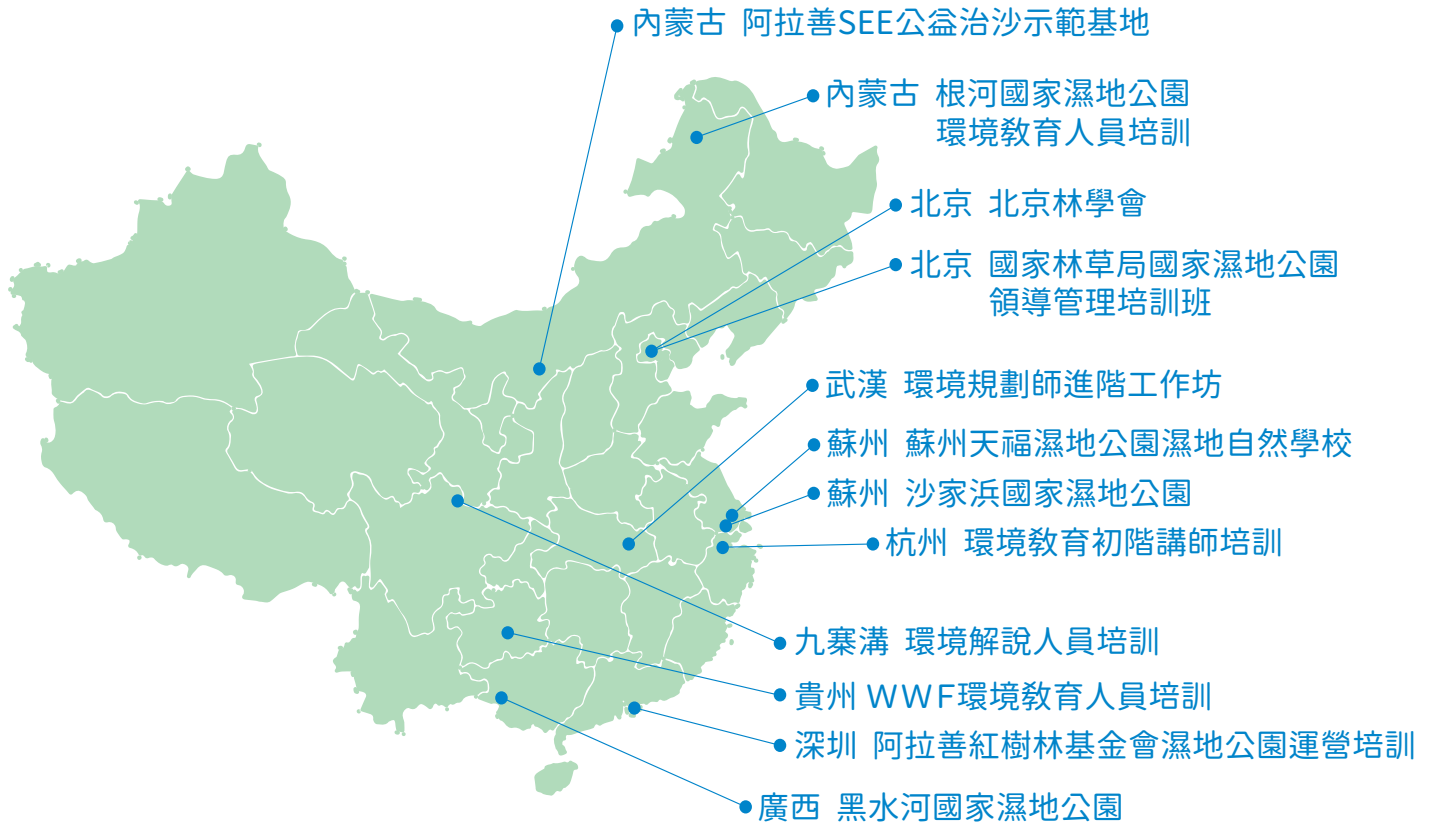 內蒙古 阿拉善SEE公益治沙示範基地
內蒙古 根河國家濕地公園
環境教育人員培訓
北京 北京林學會
北京 國家林草局國家濕地公園
領導管理培訓班
武漢 環境規劃師進階工作坊
蘇州 蘇州天福濕地公園濕地自然學校
蘇州 沙家浜國家濕地公園
杭州 環境教育初階講師培訓
九寨溝 環境解說人員培訓
貴州 WWF環境教育人員培訓
深圳 阿拉善紅樹林基金會濕地公園運營培訓
廣西 黑水河國家濕地公園